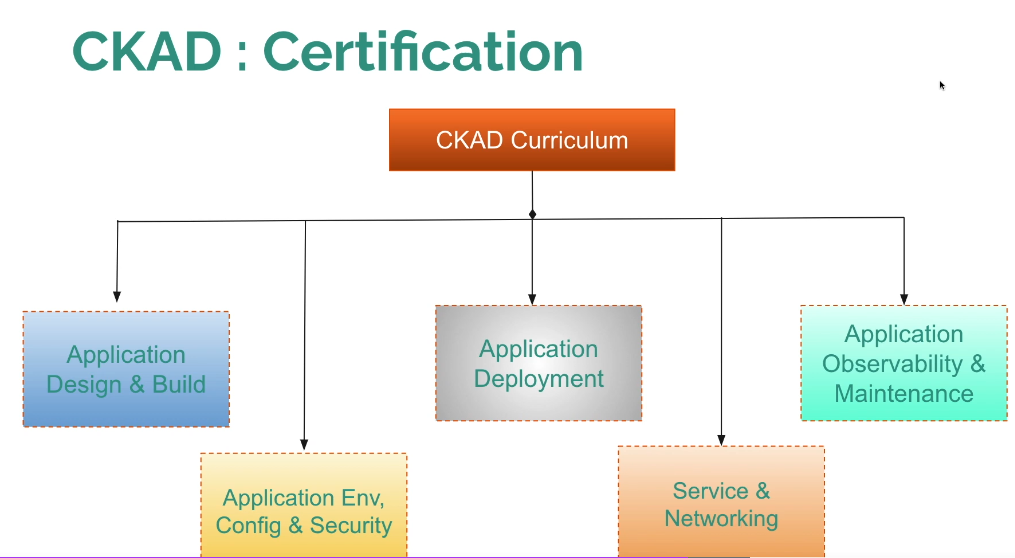 CKAD : Certification
CKAD Curriculum
Application
Design & Build
Application Env,
Config & Security
Application
Deployment
Service &
Networking
Application
Observability &
Maintenance